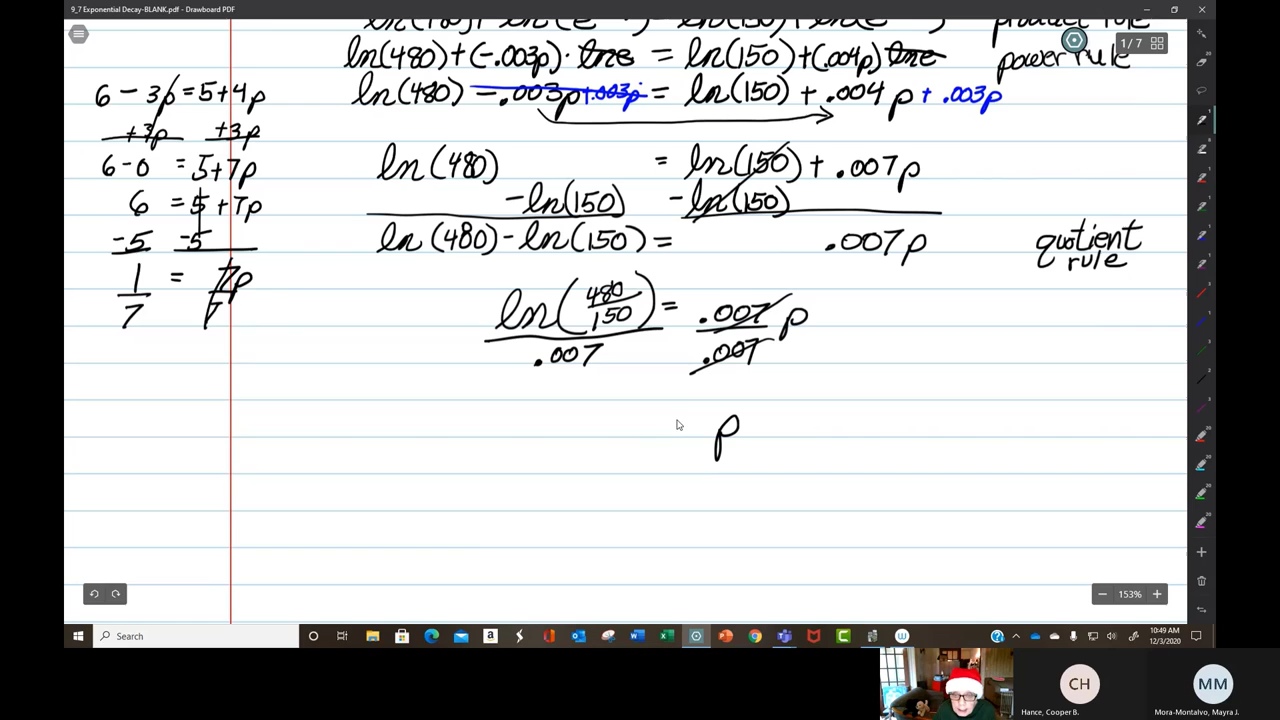 9_7 Exponential Decay-BLANK.pdf - Drawboard PDF
product rule
1/7
ln(480)+(-.003p)·lne = ln(150)+(.004p)lne power rule
ln(480) -.003p+.003p = ln(150) + .004p + .003p
6 - 3p = 5+4p
+3p +3p
6-0 = 5+7p
6 = 5+7p
-5 -5
1 = 7p
7 7
ln(480) = ln(150) + .007p
-ln(150) -ln(150)
ln(480)-ln(150) = .007p
quotient
rule
ln(480/150) = .007 p
.007 .007
p
153%
Search
10:49 AM
12/3/2020
CH
MM
Hance, Cooper B.
Mora-Montalvo, Mayra J.